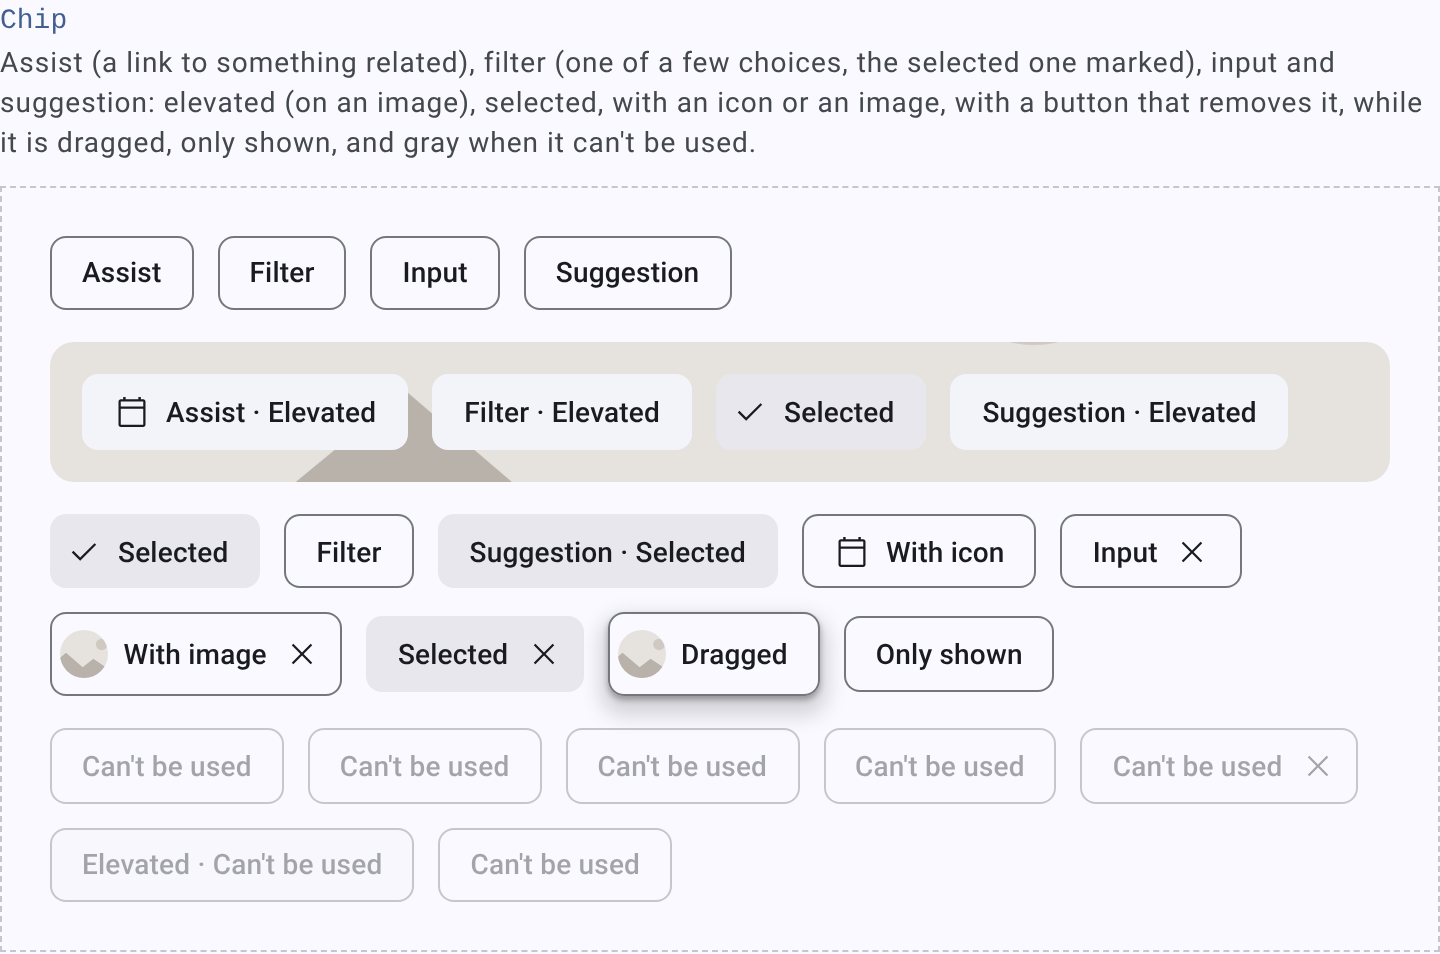 Chip
Assist (a link to something related), filter (one of a few choices, the selected one marked), input and
suggestion: elevated (on an image), selected, with an icon or an image, with a button that removes it, while
it is dragged, only shown, and gray when it can't be used.
Assist Filter Input Suggestion
Assist · Elevated Filter · Elevated Selected Suggestion · Elevated
Selected Filter Suggestion · Selected With icon Input
With image Selected Dragged Only shown
Can't be used Can't be used Can't be used Can't be used Can't be used
Elevated · Can't be used Can't be used